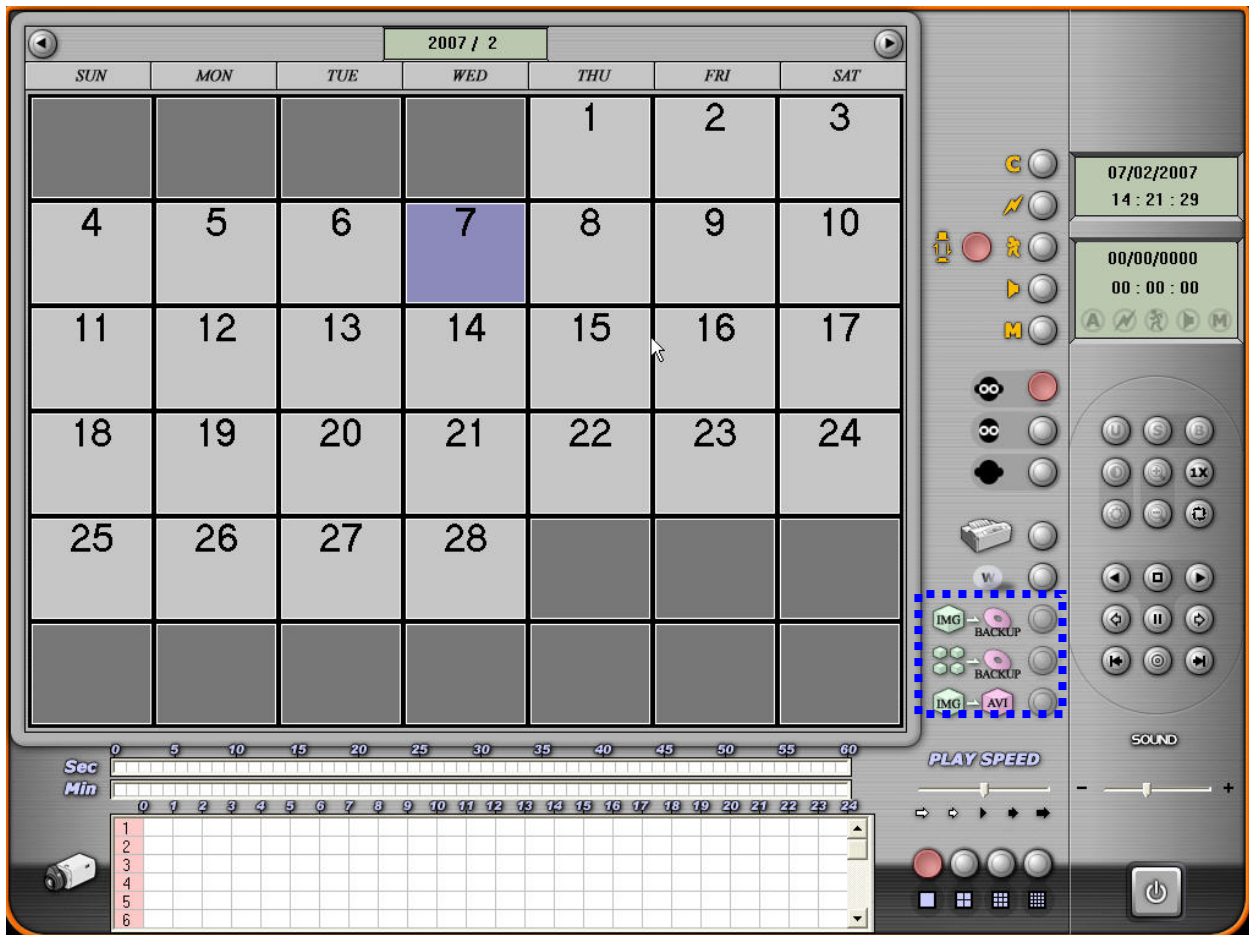 2007 / 2
SUN MON TUE WED THU FRI SAT
1 2 3
4 5 6 7 8 9 10
11 12 13 14 15 16 17
18 19 20 21 22 23 24
25 26 27 28
C
M
07/02/2007
14 : 21 : 29
00/00/0000
00 : 00 : 00
A M
U S B
1X
W
IMG BACKUP
BACKUP
IMG AVI
SOUND
- +
PLAY SPEED
0 5 10 15 20 25 30 35 40 45 50 55 60
Sec
Min
0 1 2 3 4 5 6 7 8 9 10 11 12 13 14 15 16 17 18 19 20 21 22 23 24
1
2
3
4
5
6